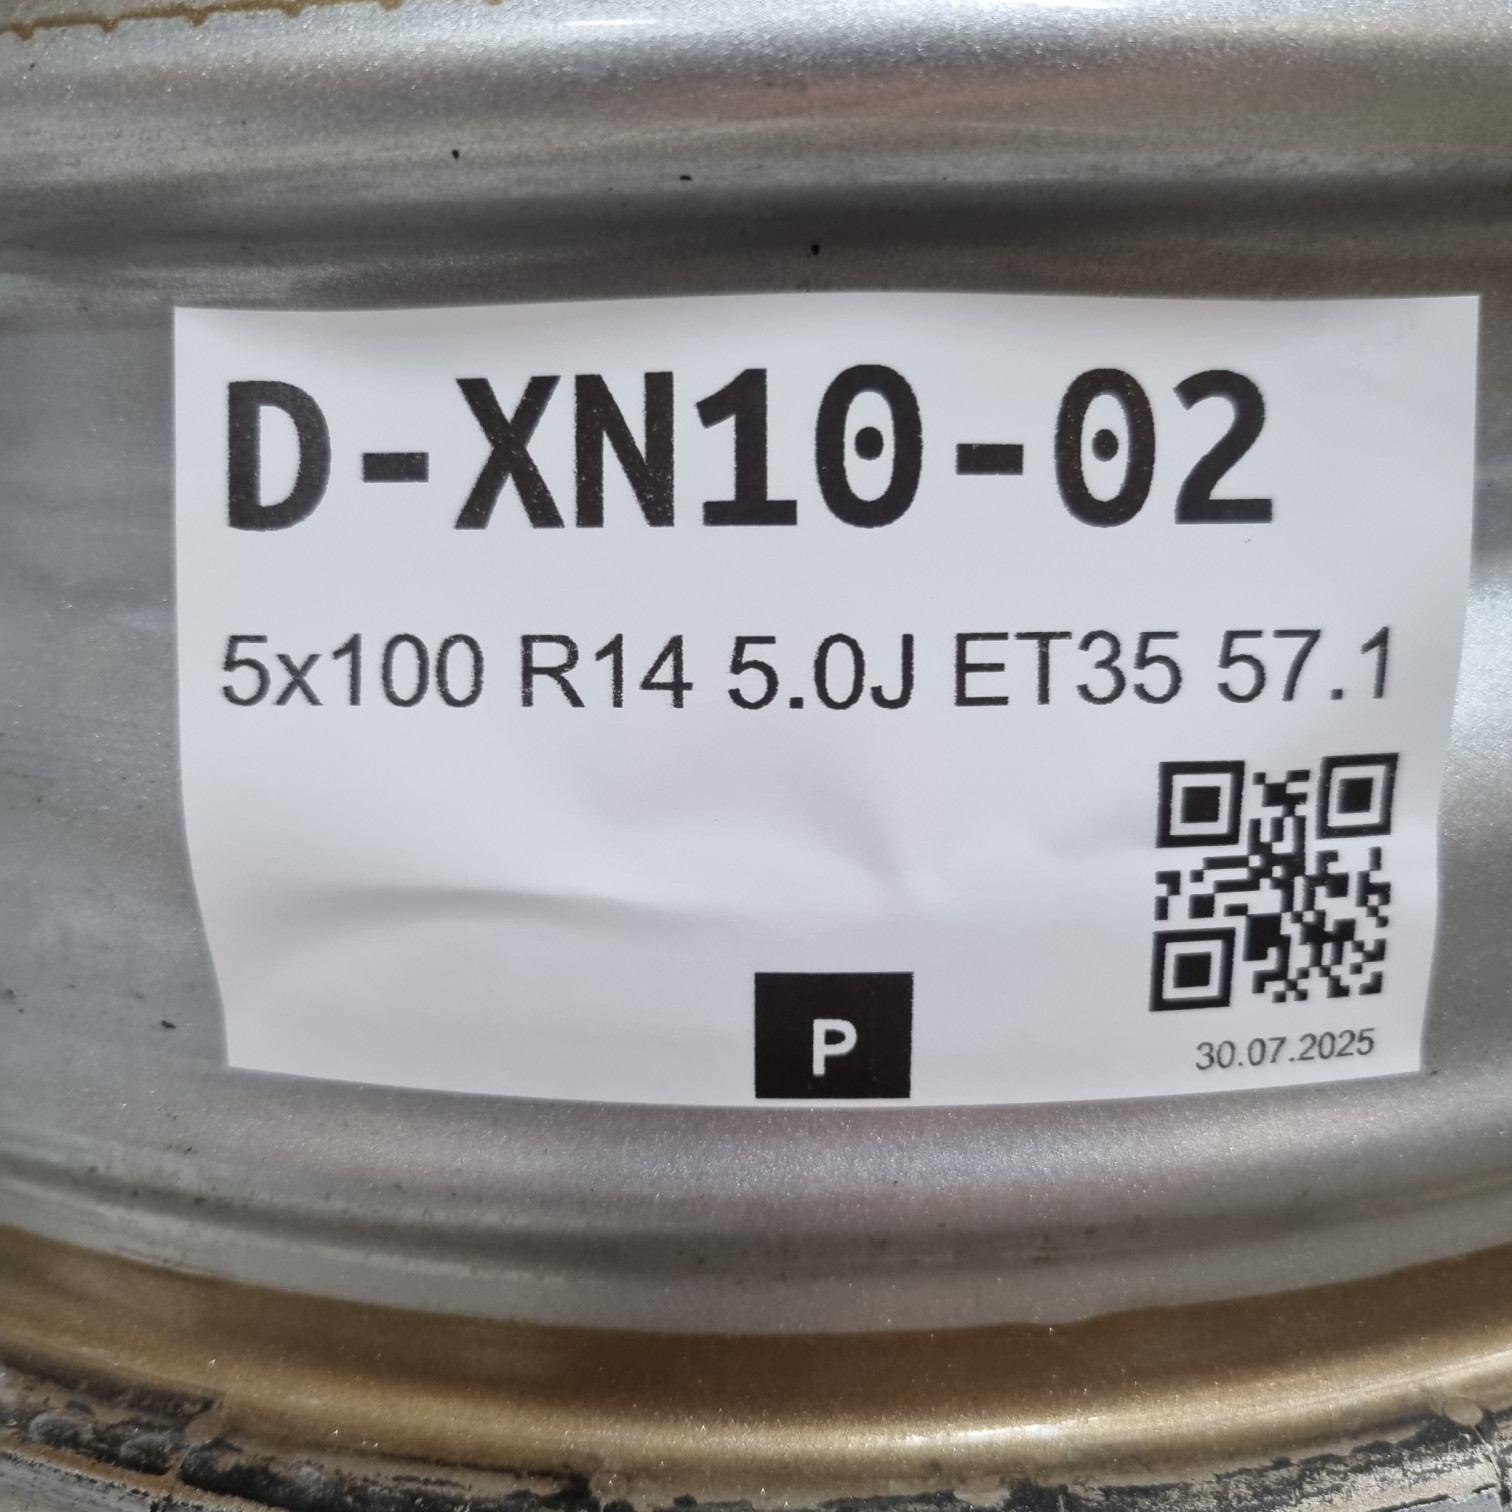 D-XN10-02
5x100 R14 5.0J ET35 57.1
P
30.07.2025